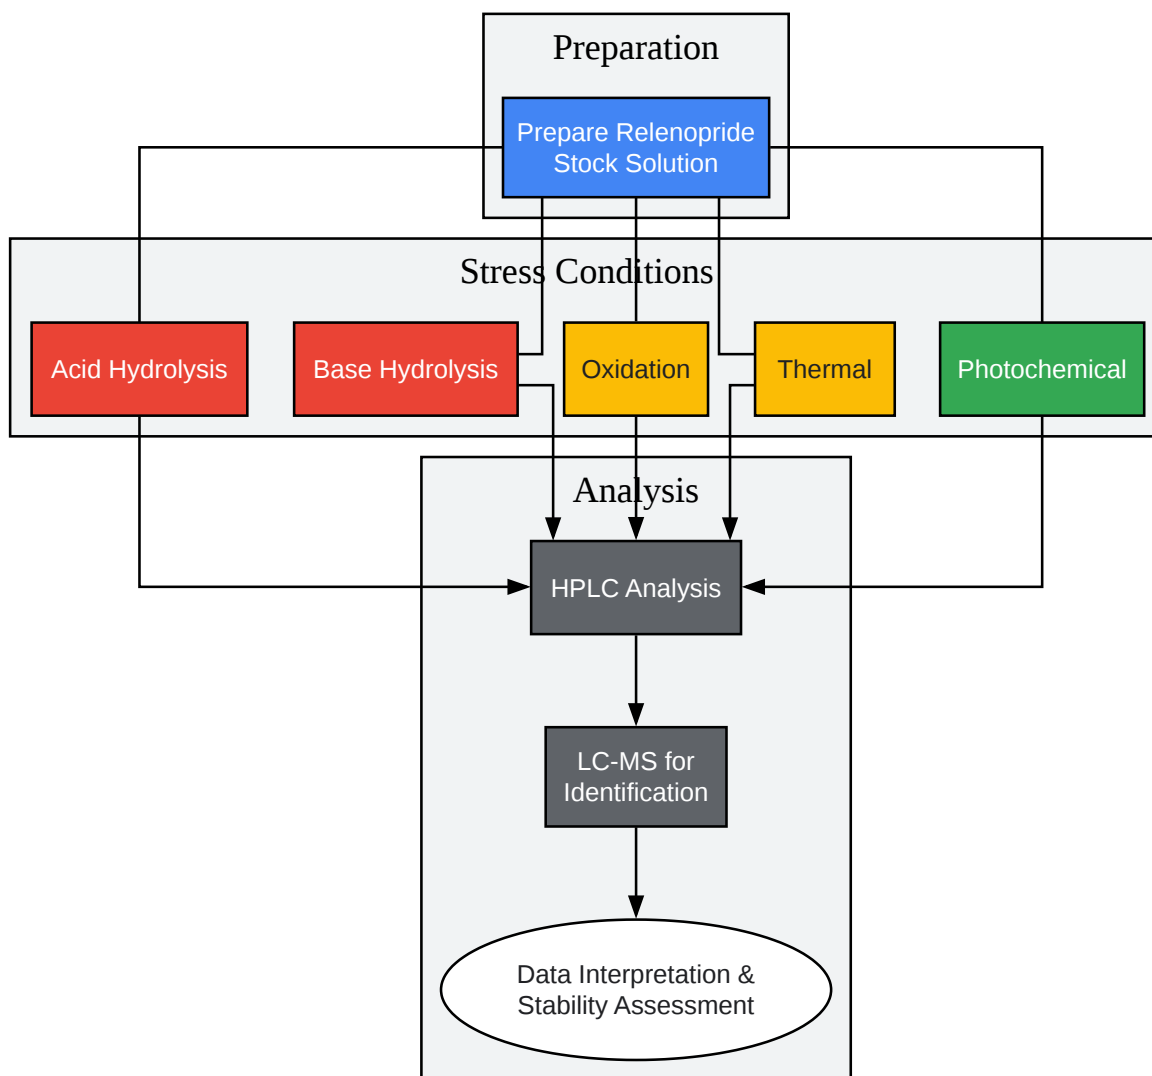 Preparation
Prepare Relenopride
Stock Solution
Stress Conditions
Acid Hydrolysis
Base Hydrolysis
Oxidation
Thermal
Photochemical
Analysis
HPLC Analysis
LC-MS for
Identification
Data Interpretation &
Stability Assessment